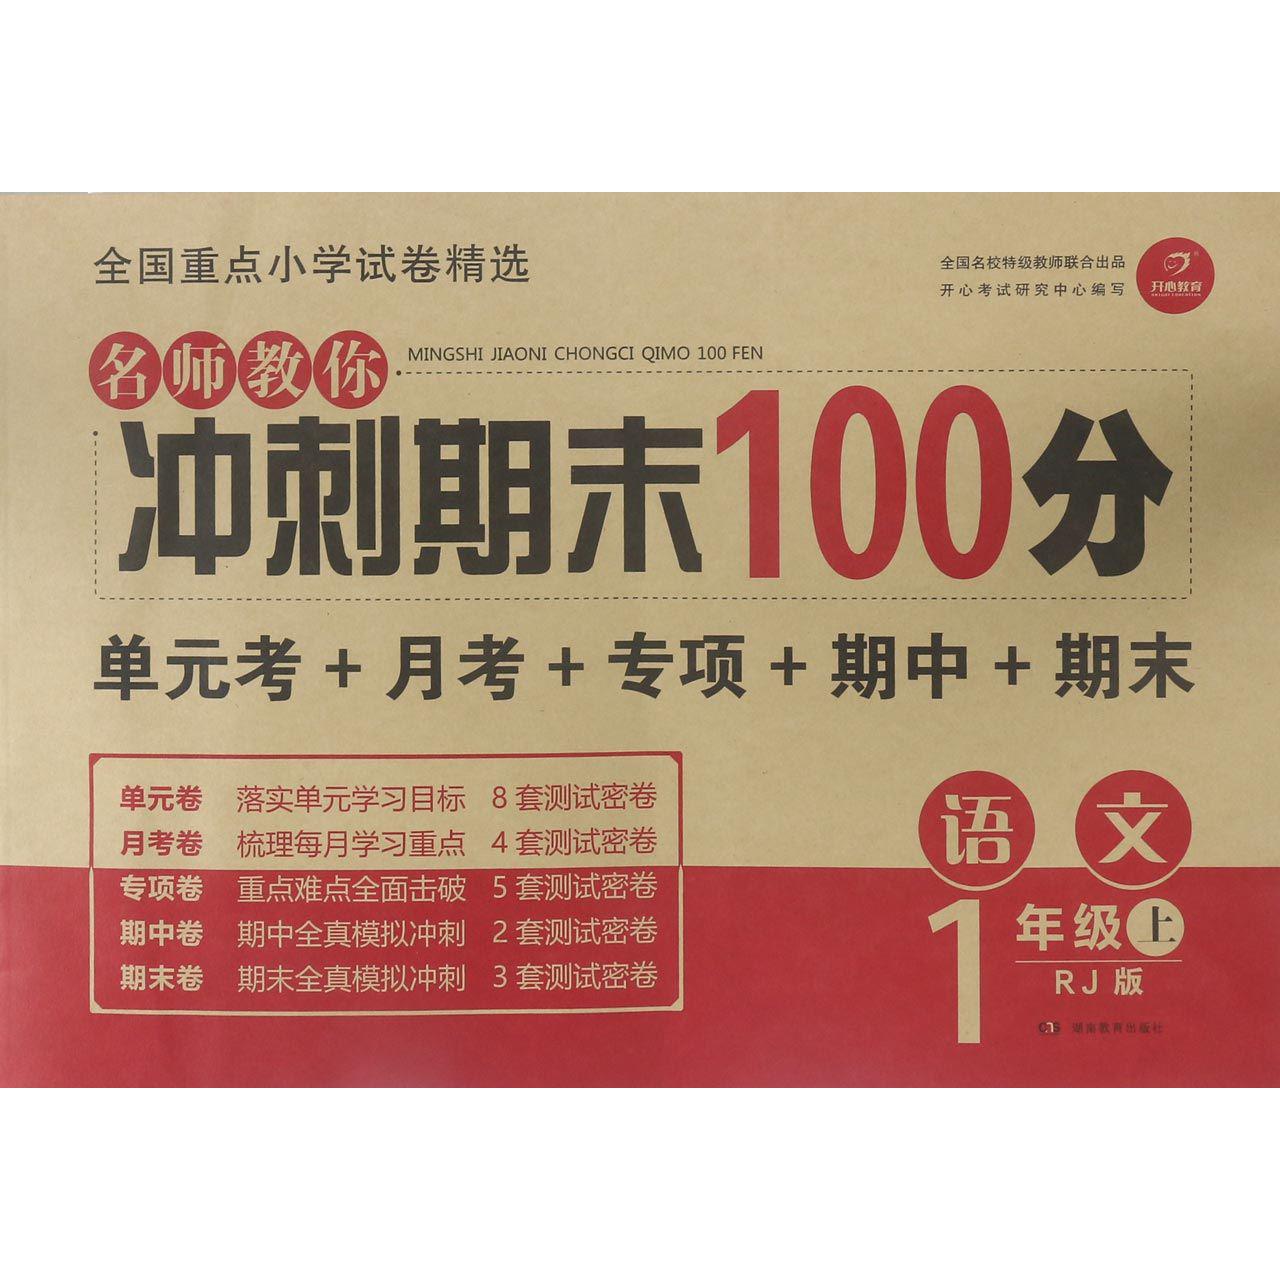 全国重点小学试卷精选
全国名校特级教师联合出品
开心考试研究中心编写
开心教育
名师教你
MINGSHI JIAONI CHONGCI QIMO 100 FEN
冲刺期末100分
单元考 + 月考 + 专项 + 期中 + 期末
单元卷 落实单元学习目标 8套测试密卷
月考卷 梳理每月学习重点 4套测试密卷
专项卷 重点难点全面击破 5套测试密卷
期中卷 期中全真模拟冲刺 2套测试密卷
期末卷 期末全真模拟冲刺 3套测试密卷
语文
1年级上
RJ版
湖南教育出版社